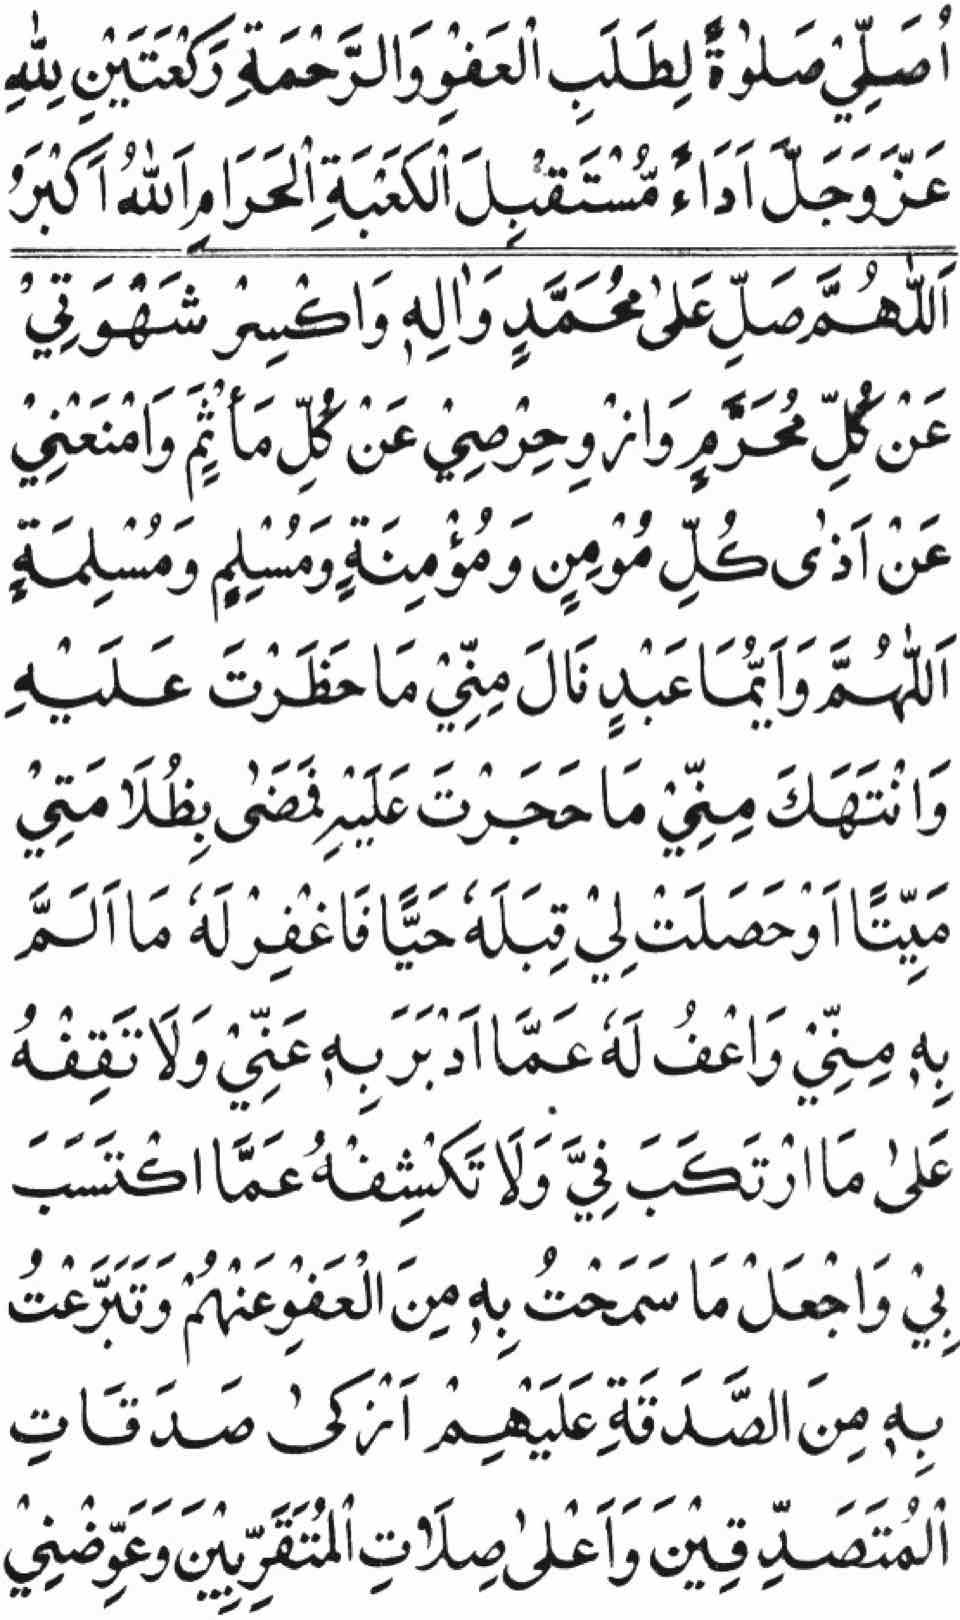 اُصَلِّيْ صَلوٰةً لِطَلَبِ الْعَفْوِ وَالرَّحْمَةِ رَكْعَتَيْنِ لِلّٰهِ
عَزَّ وَجَلَّ اَدَاءً مُّسْتَقْبِلَ الْكَعْبَةِ الْحَرَامِ اَللّٰهُ اَكْبَرُ
اَللّٰهُمَّ صَلِّ عَلٰى مُحَمَّدٍ وَاٰلِهٖ وَاكْسِرْ شَهْوَتِيْ
عَنْ كُلِّ مُحَرَّمٍ وَازْوِ حِرْصِيْ عَنْ كُلِّ مَأْثَمٍ وَامْنَعْنِيْ
عَنْ اَذٰى كُلِّ مُؤْمِنٍ وَمُؤْمِنَةٍ وَمُسْلِمٍ وَمُسْلِمَةٍ
اَللّٰهُمَّ وَاَيُّمَا عَبْدٍ نَالَ مِنِّيْ مَا حَظَرْتَ عَلَيْهِ
وَانْتَهَكَ مِنِّيْ مَا حَجَرْتَ عَلَيْهِ فَمَضٰى بِظُلَامَتِيْ
مَيِّتًا اَوْ حَصَلَتْ لِيْ قِبَلَهٗ حَيًّا فَاغْفِرْ لَهٗ مَا اَلَمَّ
بِهٖ مِنِّيْ وَاعْفُ لَهٗ عَمَّا اَدْبَرَ بِهٖ عَنِّيْ وَلَا تَقِفْهُ
عَلٰى مَا ارْتَكَبَ فِيَّ وَلَا تَكْشِفْهُ عَمَّا اكْتَسَبَ
بِيْ وَاجْعَلْ مَا سَمَحْتُ بِهٖ مِنَ الْعَفْوِ عَنْهُمْ وَتَبَرَّعْتُ
بِهٖ مِنَ الصَّدَقَةِ عَلَيْهِمْ اَزْكٰى صَدَقَاتِ
الْمُتَصَدِّقِيْنَ وَاَعْلٰى صِلَاتِ الْمُتَقَرِّبِيْنَ وَعَوِّضْنِيْ